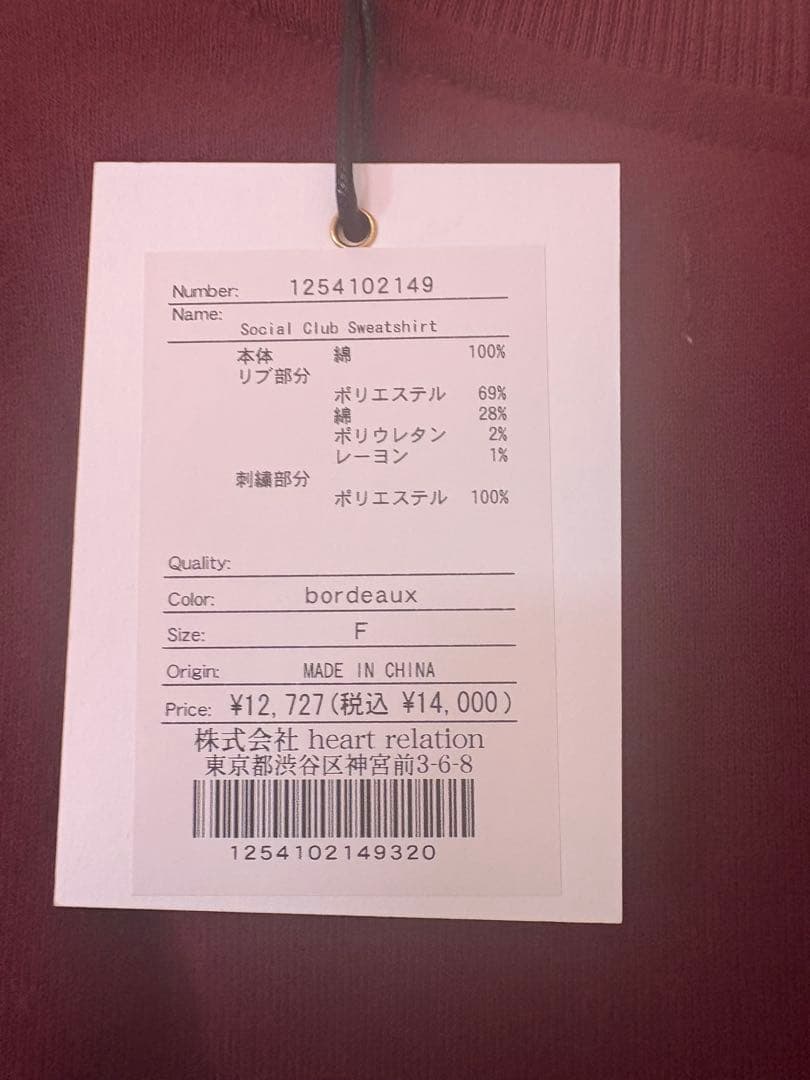 Number: 1254102149
Name:
Social Club Sweatshirt
本体 綿 100%
リブ部分
ポリエステル 69%
綿 28%
ポリウレタン 2%
レーヨン 1%
刺繍部分
ポリエステル 100%
Quality:
Color: bordeaux
Size: F
Origin: MADE IN CHINA
Price: ¥12,727(税込 ¥14,000)
株式会社 heart relation
東京都渋谷区神宮前3-6-8
1254102149320